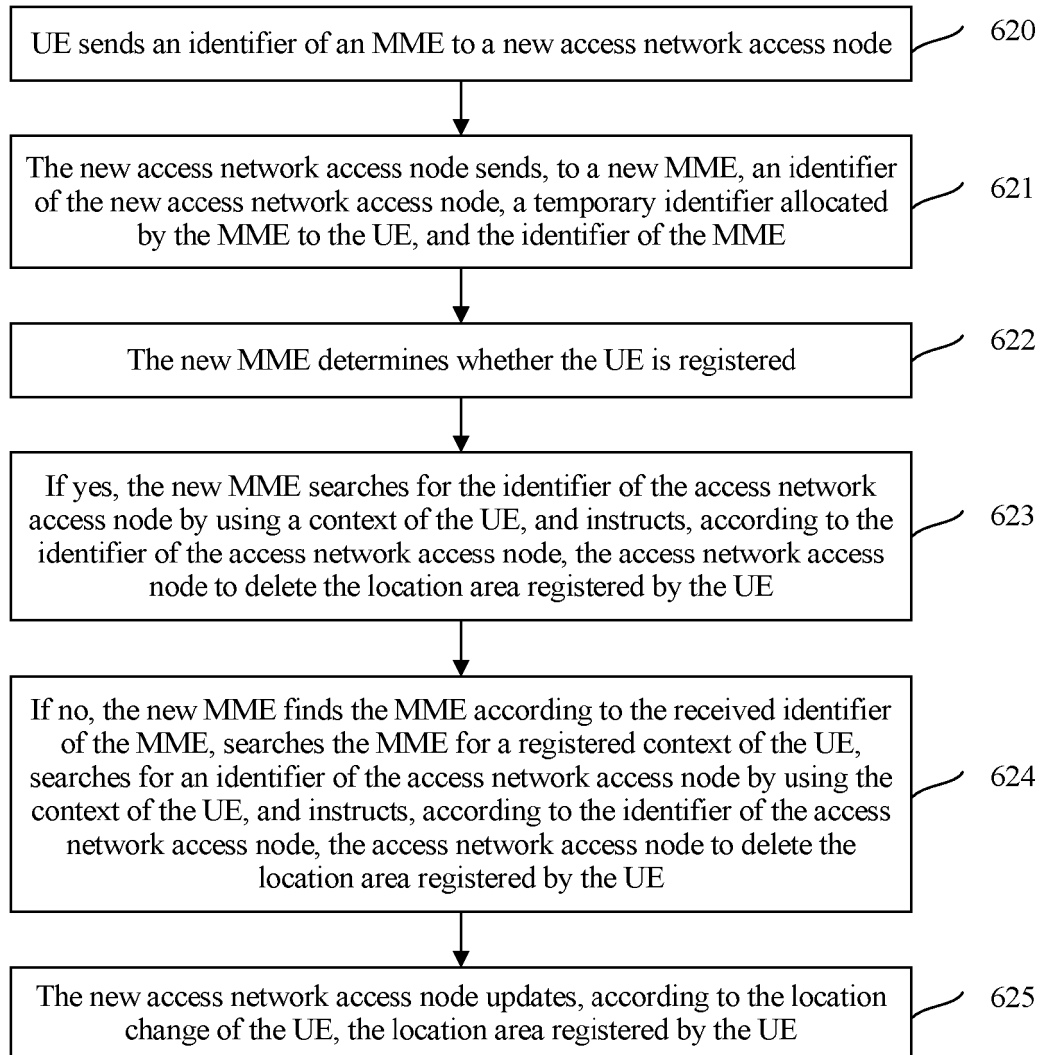 UE sends an identifier of an MME to a new access network access node
620
The new access network access node sends, to a new MME, an identifier
of the new access network access node, a temporary identifier allocated
by the MME to the UE, and the identifier of the MME
621
The new MME determines whether the UE is registered
622
If yes, the new MME searches for the identifier of the access network
access node by using a context of the UE, and instructs, according to the
identifier of the access network access node, the access network access
node to delete the location area registered by the UE
623
If no, the new MME finds the MME according to the received identifier
of the MME, searches the MME for a registered context of the UE,
searches for an identifier of the access network access node by using the
context of the UE, and instructs, according to the identifier of the access
network access node, the access network access node to delete the
location area registered by the UE
624
The new access network access node updates, according to the location
change of the UE, the location area registered by the UE
625